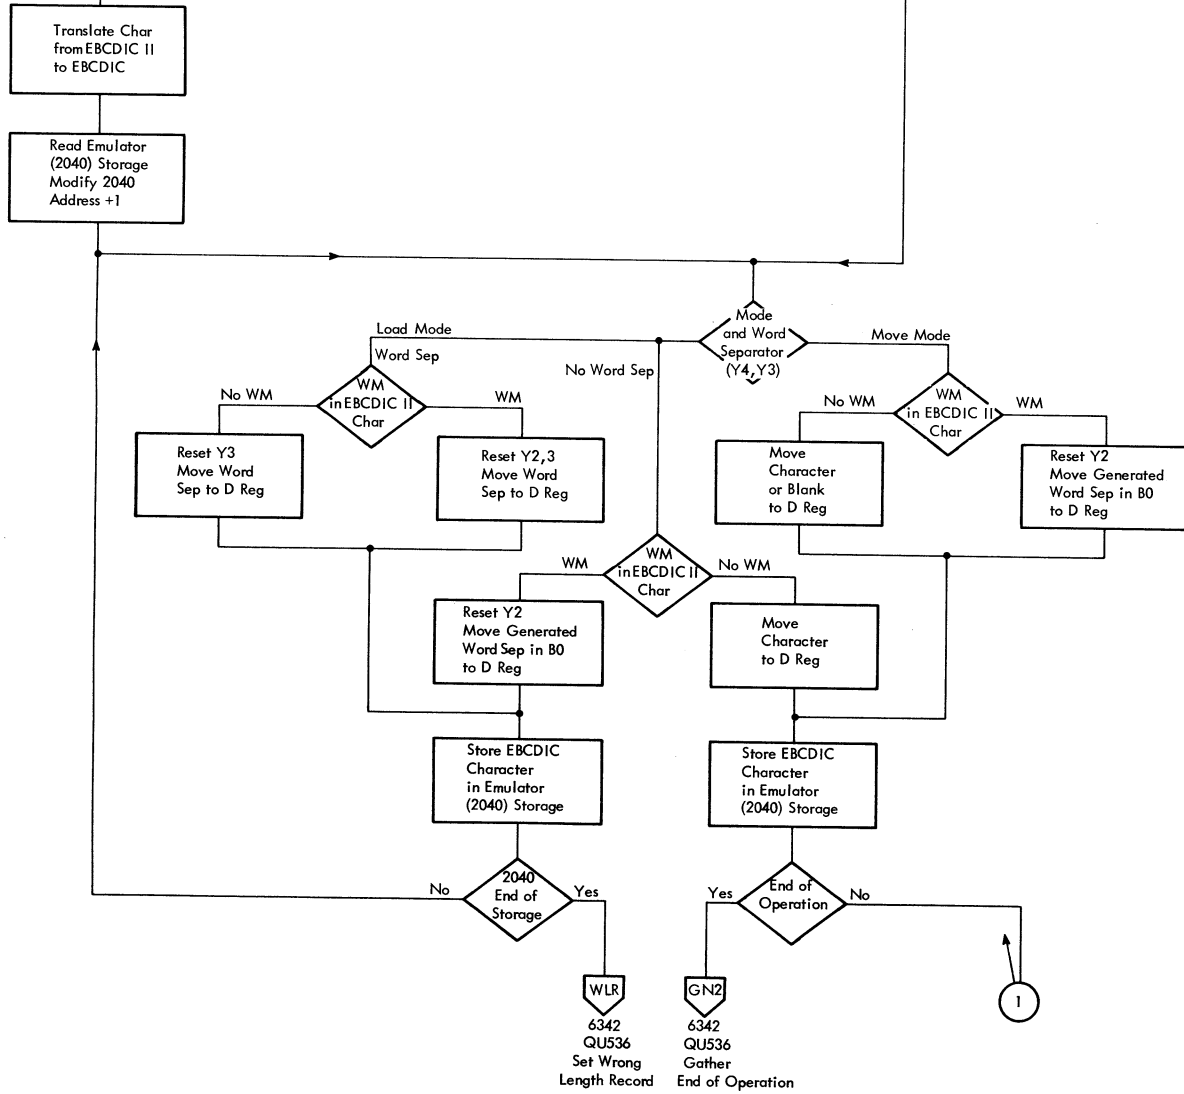 Translate Char
from EBCDIC II
to EBCDIC
Read Emulator
(2040) Storage
Modify 2040
Address +1
Mode
and Word
Separator
(Y4,Y3)
Load Mode
Word Sep
No Word Sep
Move Mode
WM
in EBCDIC II
Char
No WM
WM
Reset Y3
Move Word
Sep to D Reg
Reset Y2,3
Move Word
Sep to D Reg
WM
in EBCDIC II
Char
No WM
WM
Move
Character
or Blank
to D Reg
Reset Y2
Move Generated
Word Sep in B0
to D Reg
WM
in EBCDIC II
Char
WM
No WM
Reset Y2
Move Generated
Word Sep in B0
to D Reg
Move
Character
to D Reg
Store EBCDIC
Character
in Emulator
(2040) Storage
Store EBCDIC
Character
in Emulator
(2040) Storage
2040
End of
Storage
No
Yes
End of
Operation
Yes
No
WLR
6342
QU536
Set Wrong
Length Record
GN2
6342
QU536
Gather
End of Operation
1